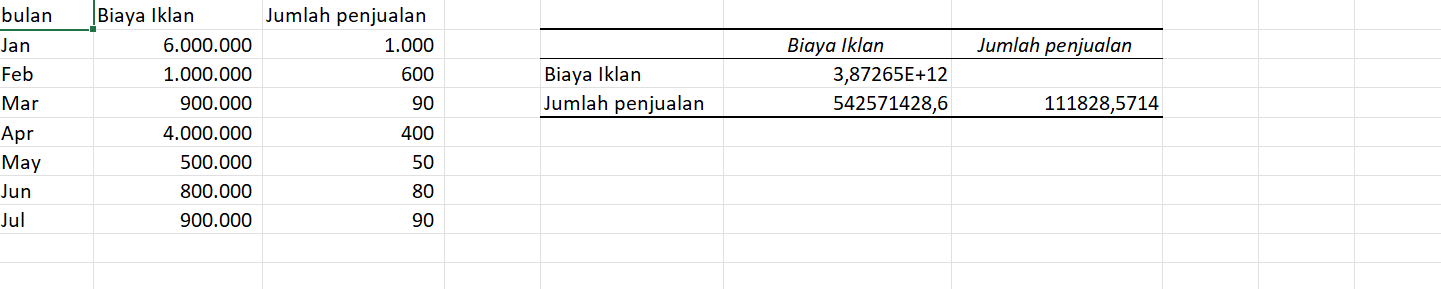 bulan Biaya Iklan Jumlah penjualan
Jan 6.000.000 1.000 Biaya Iklan Jumlah penjualan
Feb 1.000.000 600 Biaya Iklan 3,87265E+12
Mar 900.000 90 Jumlah penjualan 542571428,6 111828,5714
Apr 4.000.000 400
May 500.000 50
Jun 800.000 80
Jul 900.000 90